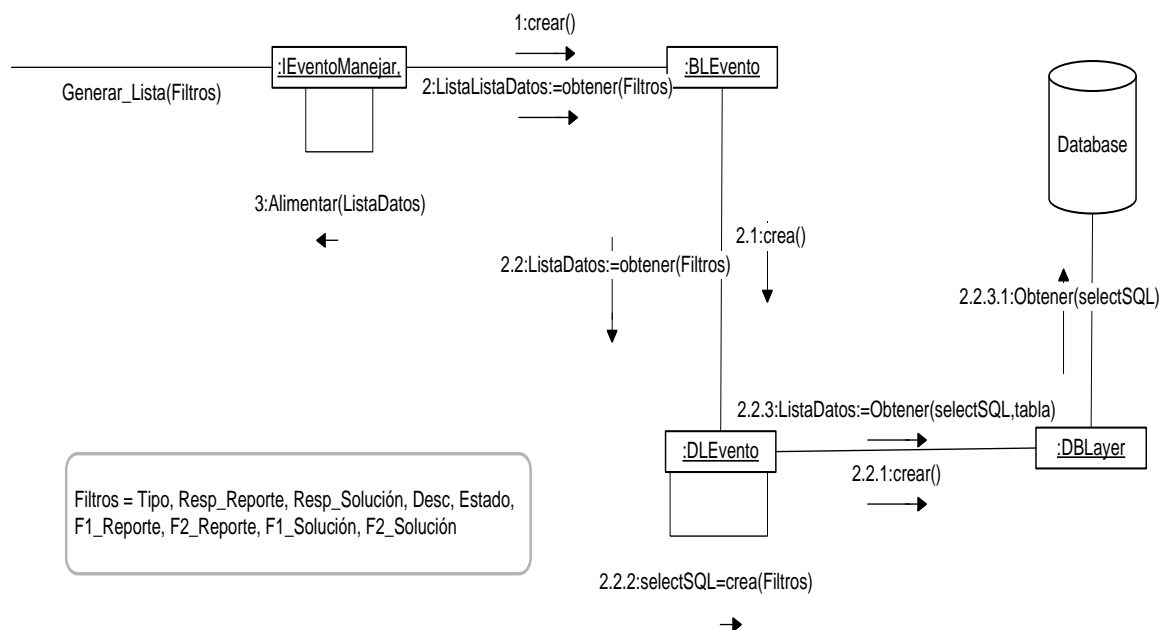 1:crear()
:IEventoManejar,
:BLEvento
Generar_Lista(Filtros)
2:ListaListaDatos:=obtener(Filtros)
Database
3:Alimentar(ListaDatos)
2.1:crea()
2.2:ListaDatos:=obtener(Filtros)
2.2.3.1:Obtener(selectSQL)
2.2.3:ListaDatos:=Obtener(selectSQL,tabla)
:DLEvento
:DBLayer
2.2.1:crear()
Filtros = Tipo, Resp_Reporte, Resp_Solución, Desc, Estado,
F1_Reporte, F2_Reporte, F1_Solución, F2_Solución
2.2.2:selectSQL=crea(Filtros)